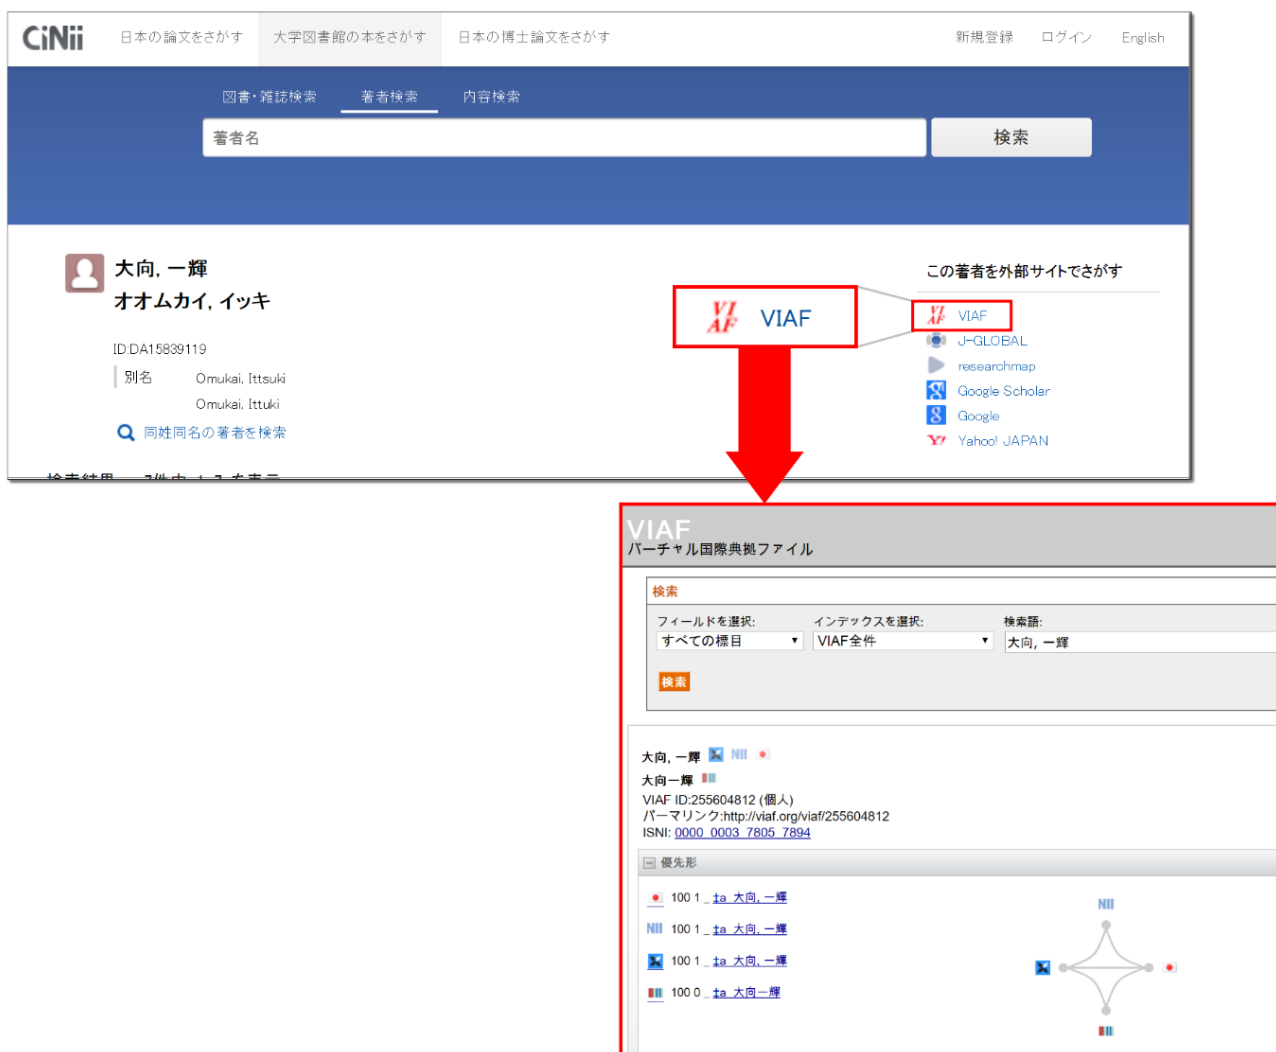 CiNii 日本の論文をさがす 大学図書館の本をさがす 日本の博士論文をさがす 新規登録 ログイン English
図書・雑誌検索 著者検索 内容検索
著者名 検索
大向, 一輝
オオムカイ, イッキ
ID:DA15839119
別名 Omukai, Ittsuki
Omukai, Ittuki
同姓同名の著者を検索
この著者を外部サイトでさがす
VIAF
VIAF VIAF
J-GLOBAL
researchmap
Google Scholar
Google
Yahoo! JAPAN
VIAF
バーチャル国際典拠ファイル
検索
フィールドを選択: インデックスを選択: 検索語:
すべての標目 VIAF全件 大向, 一輝
検索
大向, 一輝 NII
大向一輝
VIAF ID:255604812 (個人)
パーマリンク:http://viaf.org/viaf/255604812
ISNI: 0000 0003 7805 7894
優先形
100 1 _ ‡a 大向, 一輝
NII 100 1 _ ‡a 大向, 一輝
100 1 _ ‡a 大向, 一輝
100 0 _ ‡a 大向一輝
NII